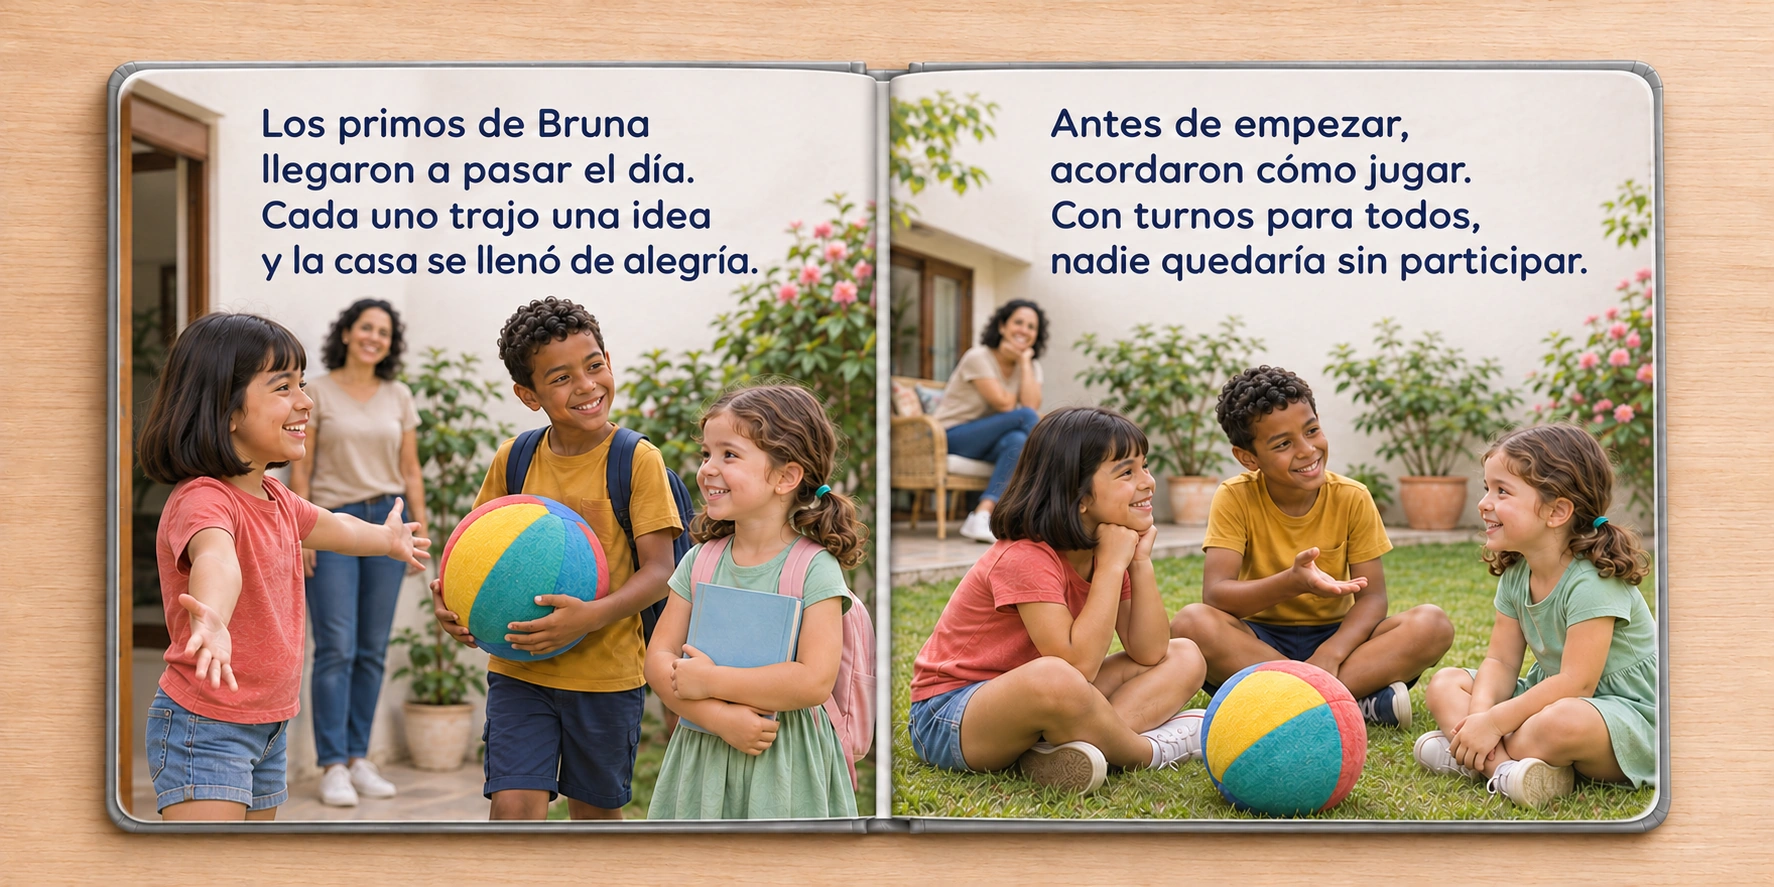 Los primos de Bruna
llegaron a pasar el día.
Cada uno trajo una idea
y la casa se llenó de alegría.
Antes de empezar,
acordaron cómo jugar.
Con turnos para todos,
nadie quedaría sin participar.